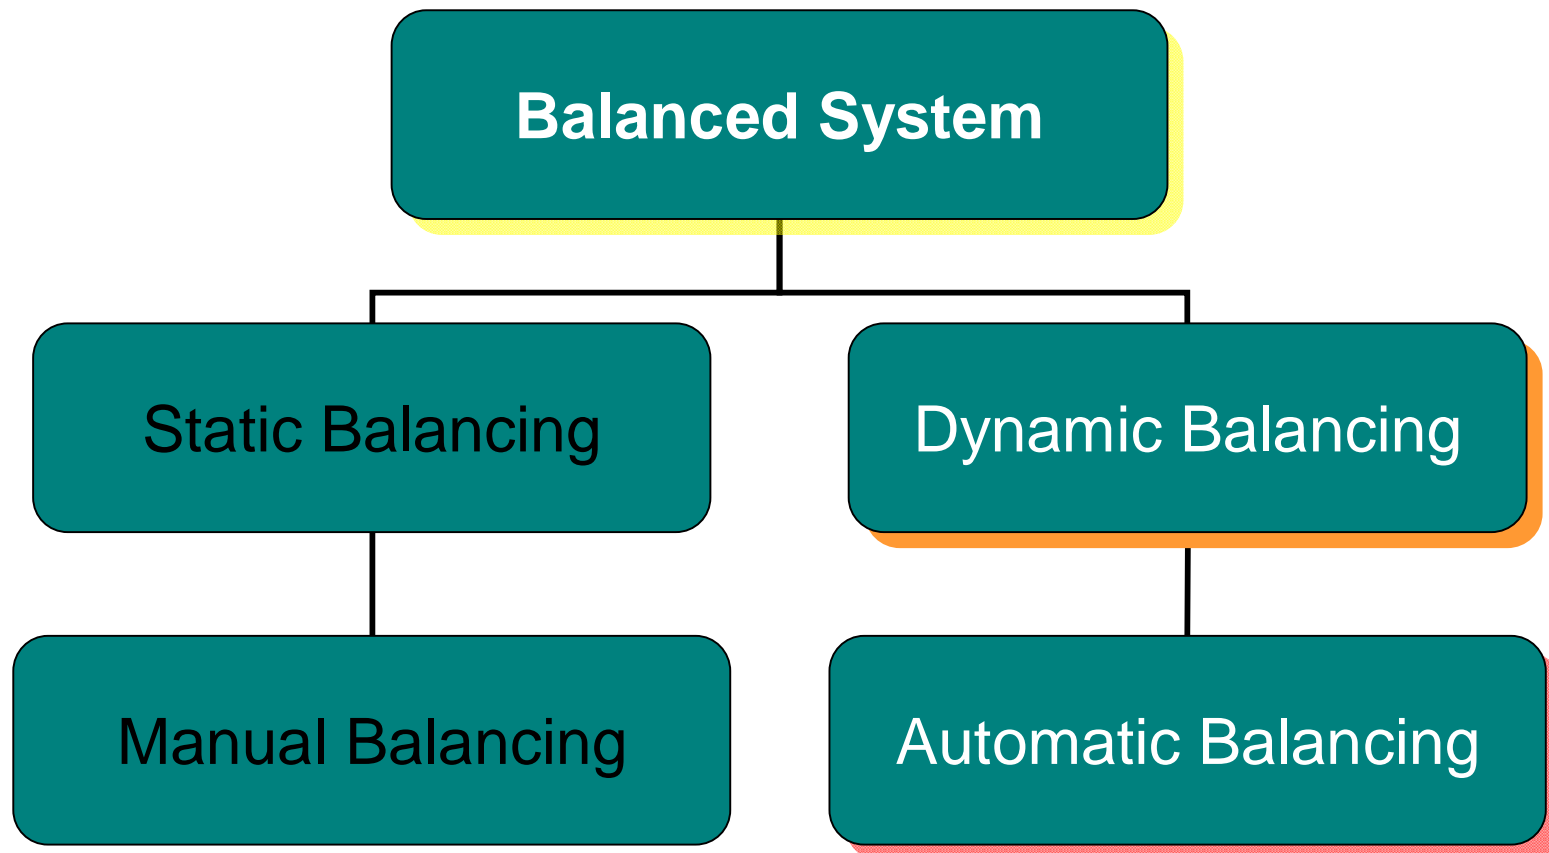 Balanced System
Static Balancing
Dynamic Balancing
Manual Balancing
Automatic Balancing